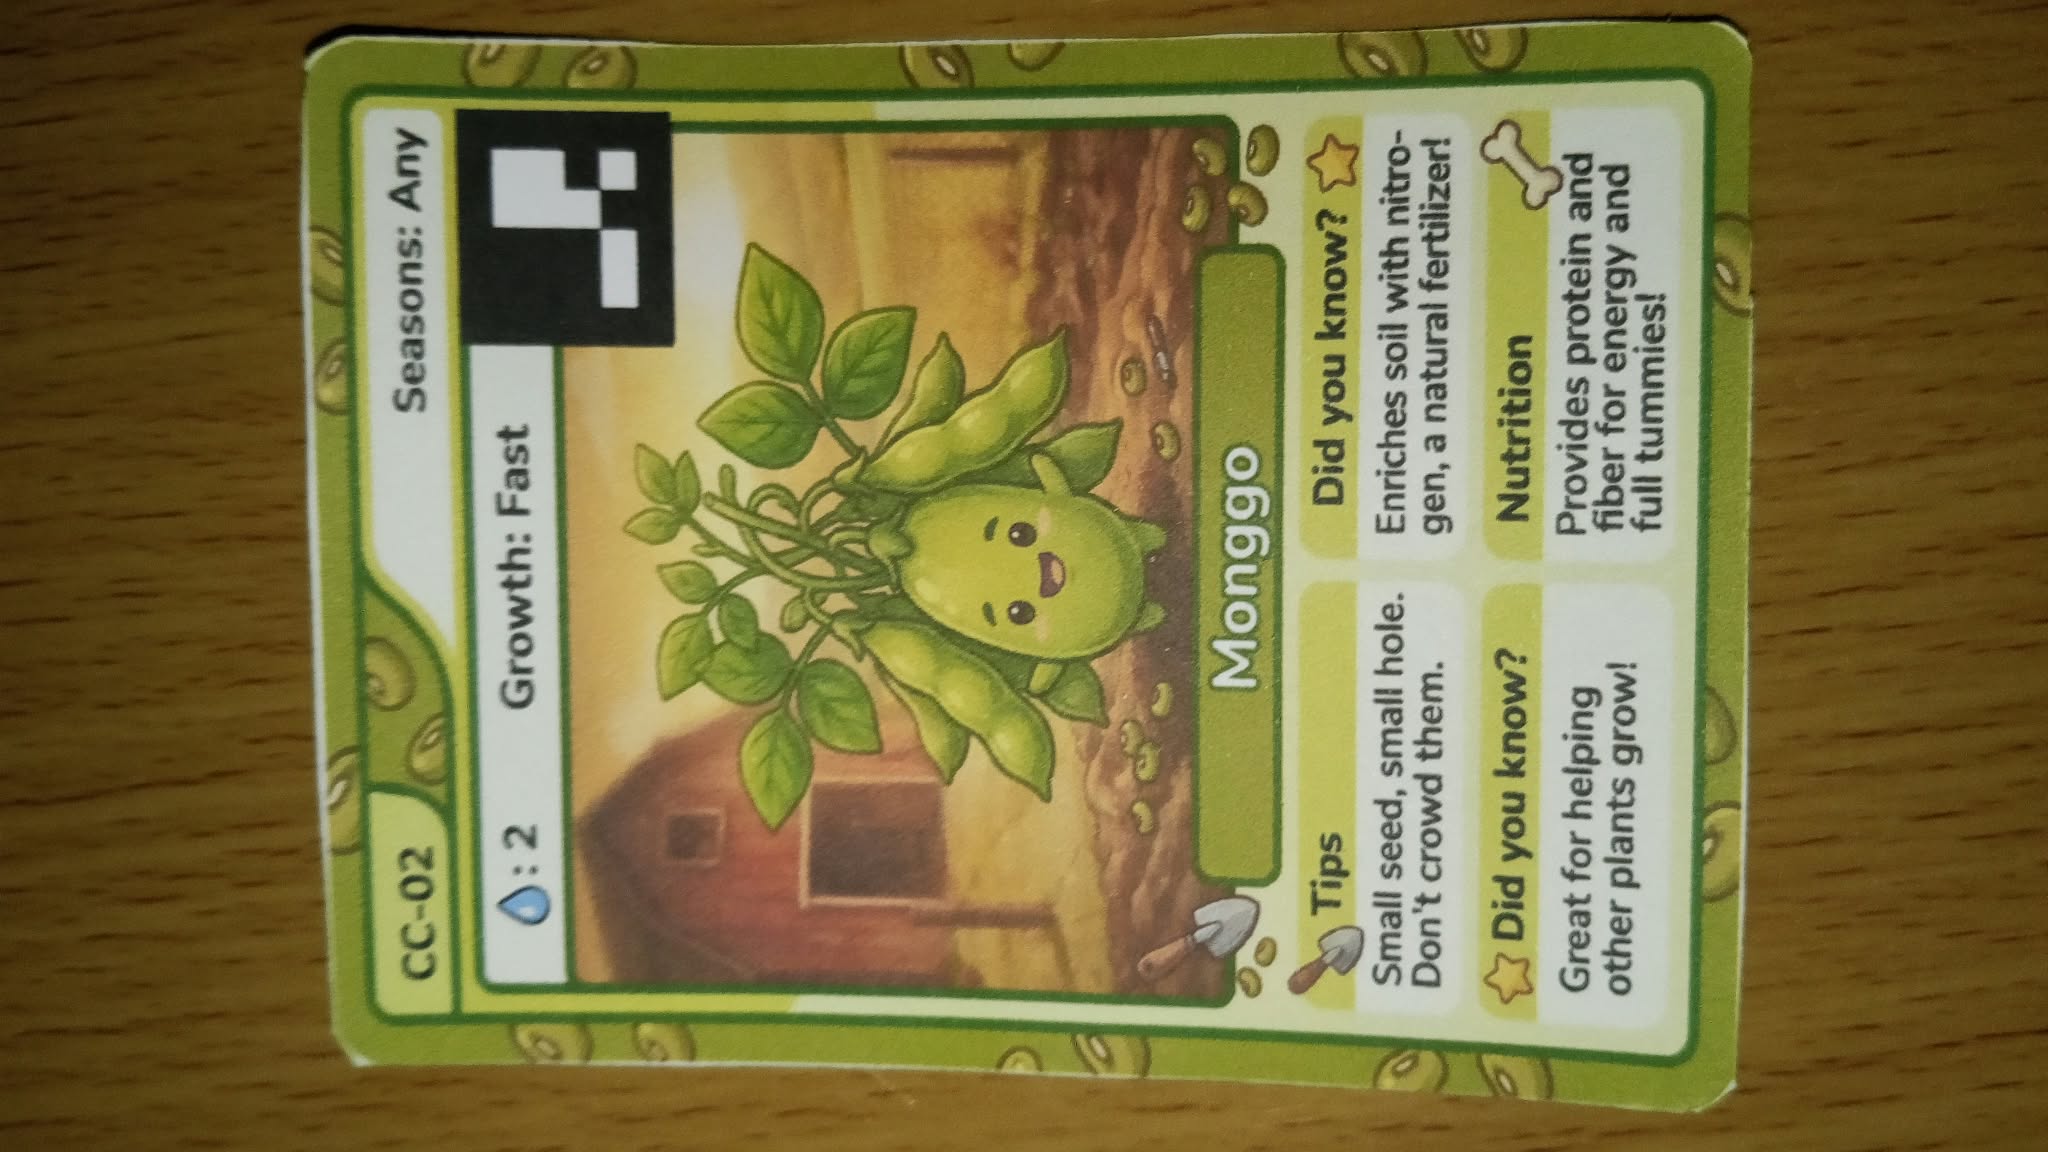 CC-02
Seasons: Any
: 2
Growth: Fast
Monggo
Tips
Small seed, small hole.
Don't crowd them.
Did you know?
Enriches soil with nitro-
gen, a natural fertilizer!
Did you know?
Great for helping
other plants grow!
Nutrition
Provides protein and
fiber for energy and
full tummies!